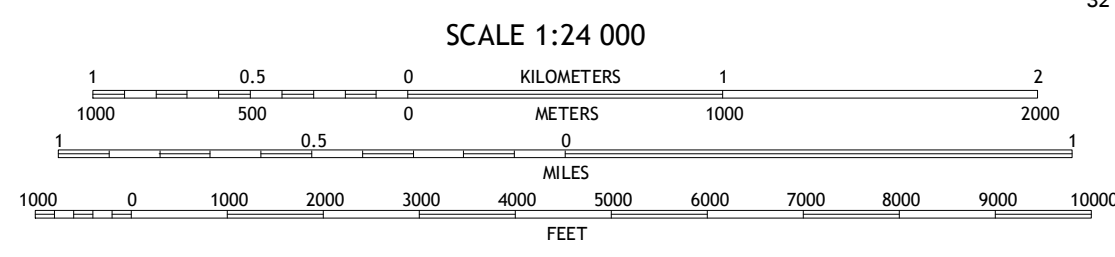 SCALE 1:24 000
1 0.5 0 KILOMETERS 1 2
1000 500 0 METERS 1000 2000
1 0.5 0 1
MILES
1000 0 1000 2000 3000 4000 5000 6000 7000 8000 9000 10000
FEET